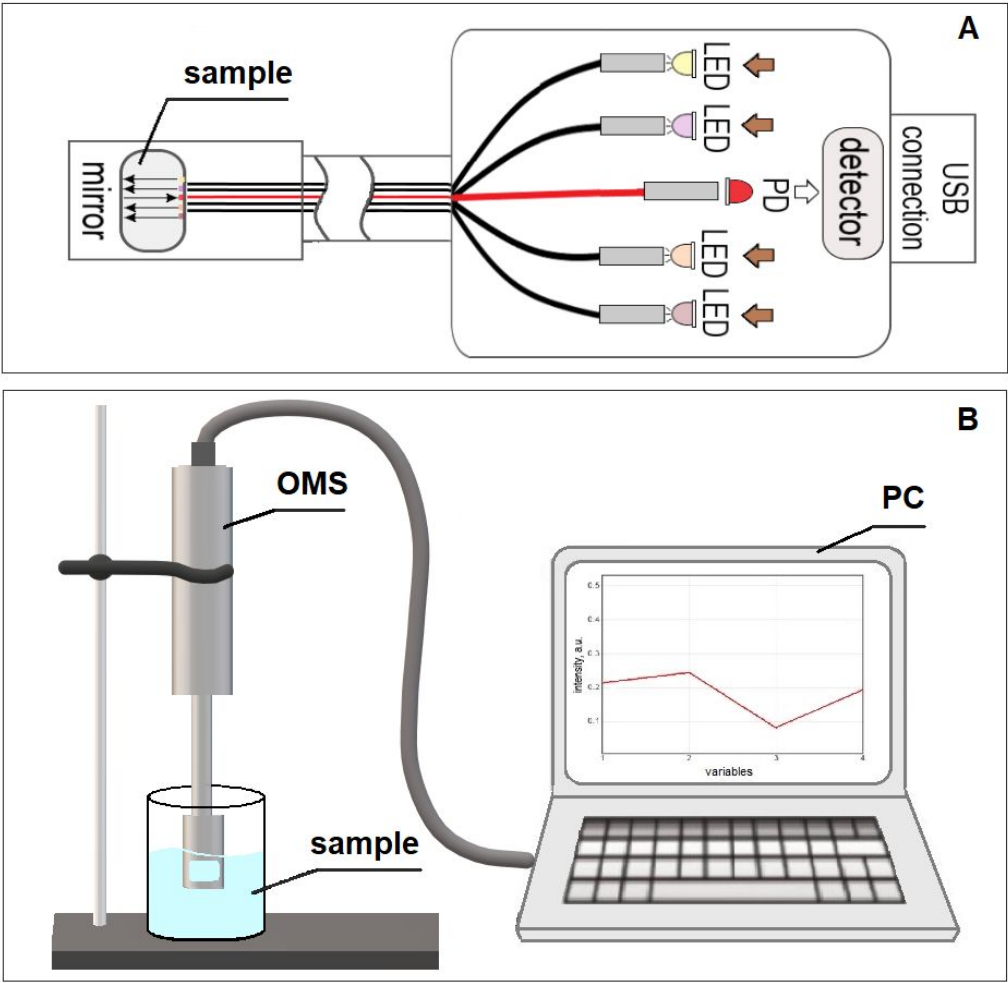 A
sample
mirror
LED
LED
PD
LED
LED
detector
USB
connection
B
OMS
PC
sample
intensity, a.u.
0.5
0.4
0.3
0.2
0.1
1 2 3 4
variables